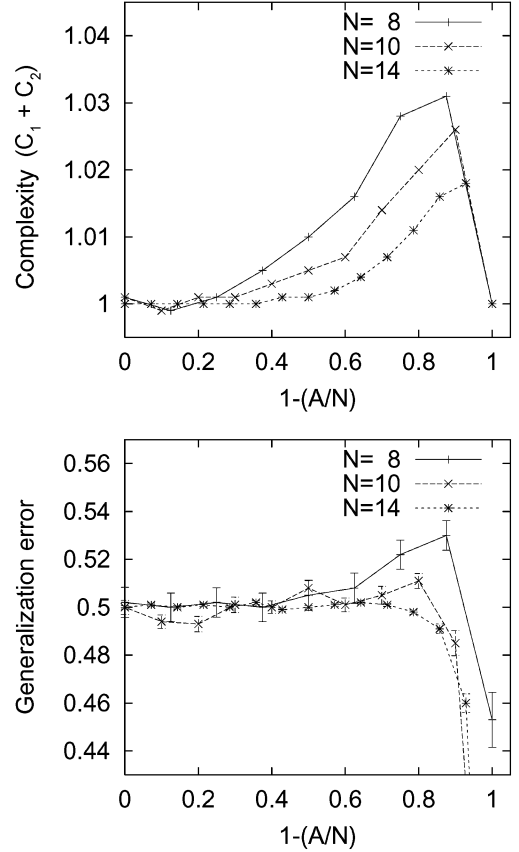 1.04
1.03
1.02
1.01
1
Complexity (C1 + C2)
N= 8
N=10
N=14
0
0.2
0.4
0.6
0.8
1
1-(A/N)
0.56
0.54
0.52
0.5
0.48
0.46
0.44
Generalization error
N= 8
N=10
N=14
0
0.2
0.4
0.6
0.8
1
1-(A/N)